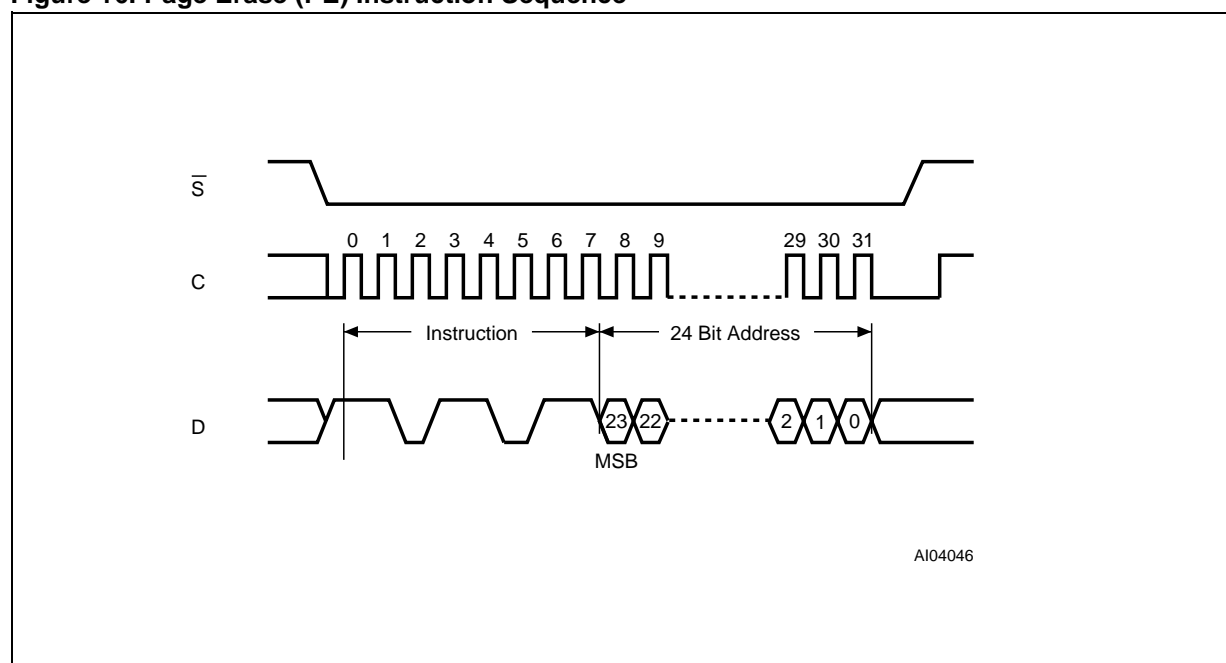 Figure Page Erase (PE) Instruction Sequence
S̅
0 1 2 3 4 5 6 7 8 9 29 30 31
C
Instruction 24 Bit Address
D 23 22 2 1 0
MSB
AI04046